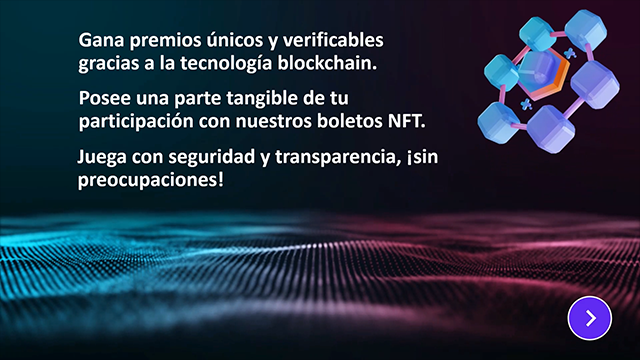 Gana premios únicos y verificables
gracias a la tecnología blockchain.
Posee una parte tangible de tu
participación con nuestros boletos NFT.
Juega con seguridad y transparencia, ¡sin
preocupaciones!